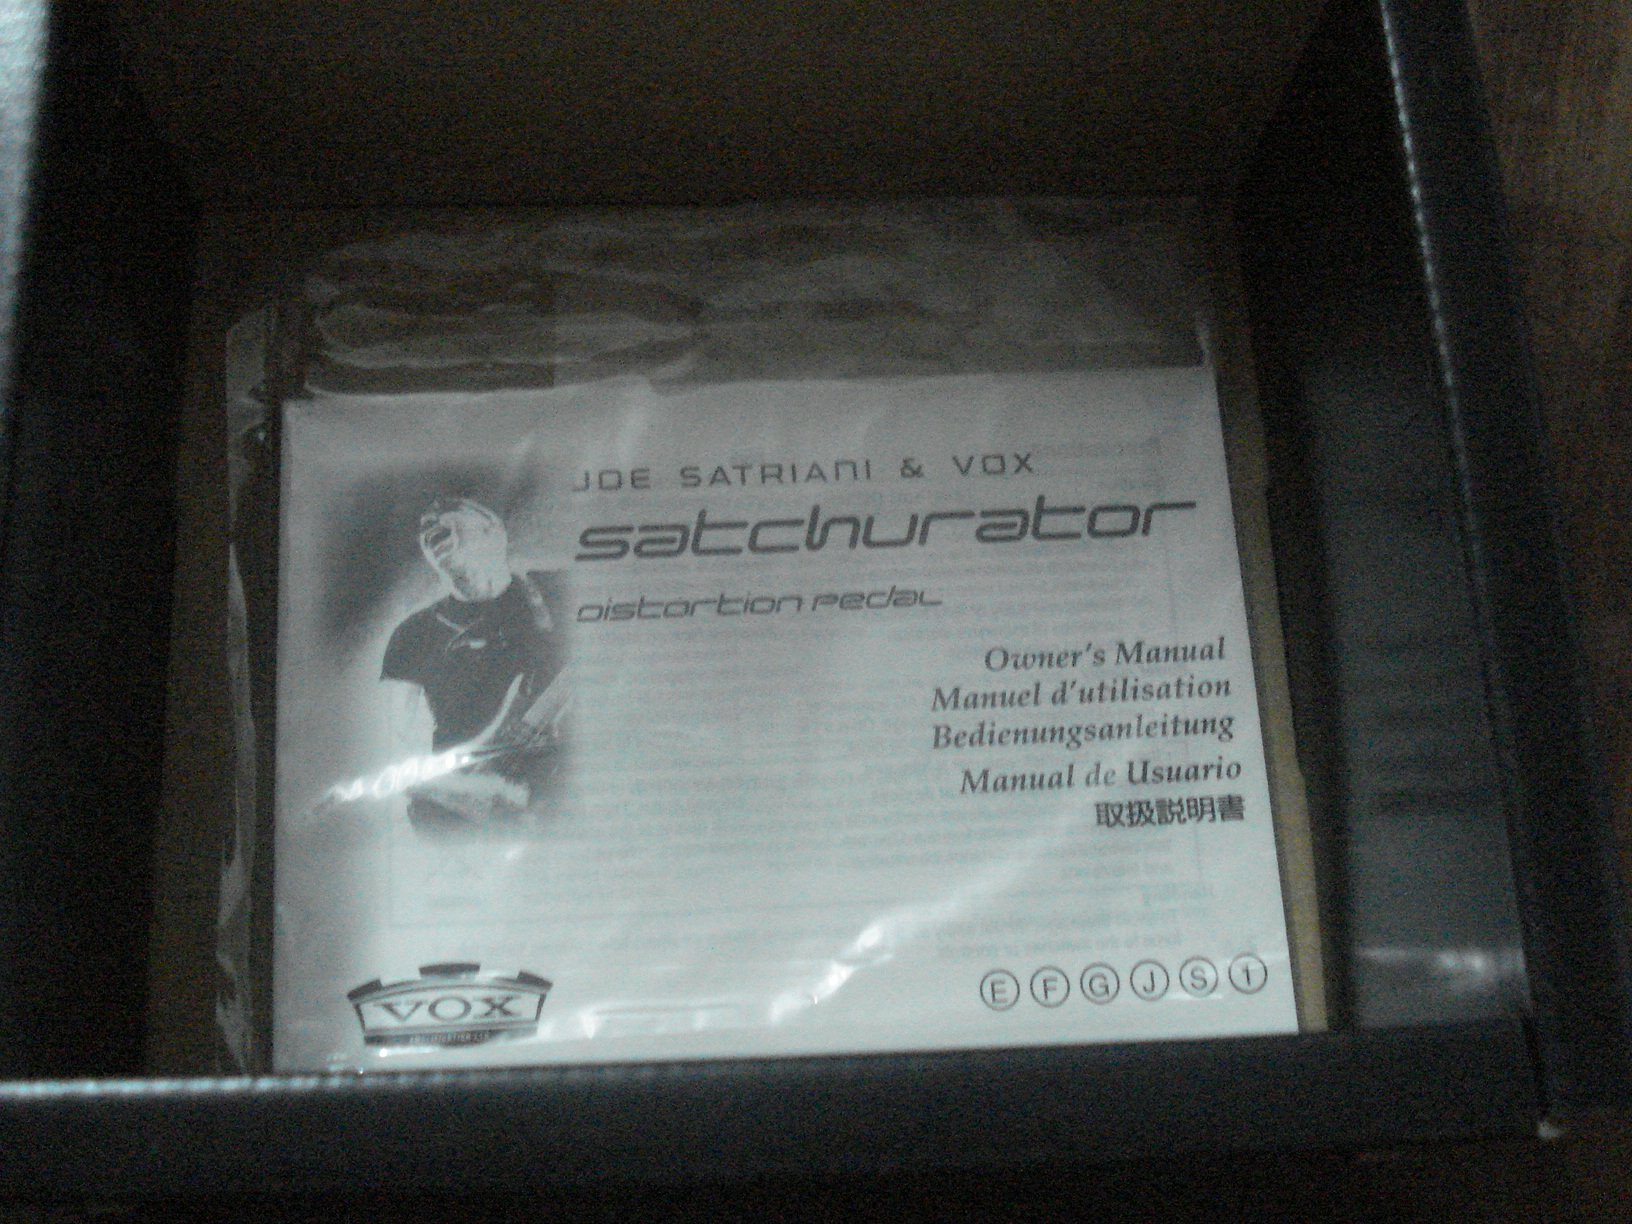 JOE SATRIANI & VOX
satchurator
DISTORTION PEDAL
Owner's Manual
Manuel d'utilisation
Bedienungsanleitung
Manual de Usuario
取扱説明書
VOX
E F G J S 1